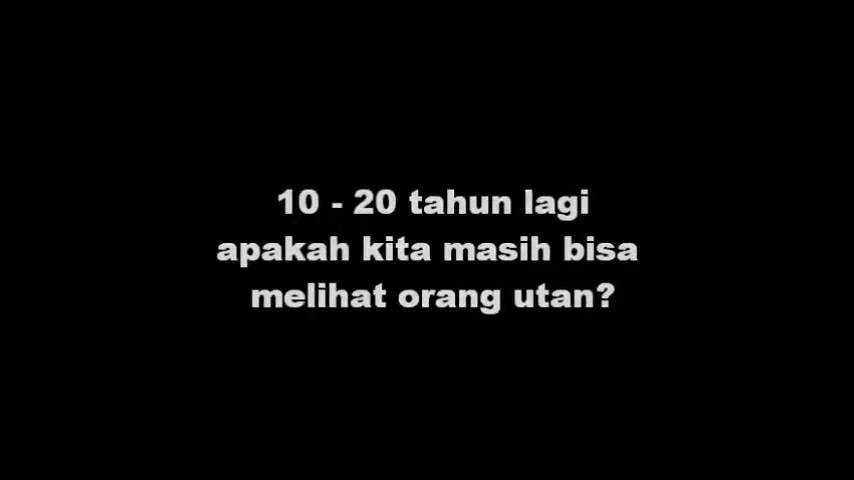 10 - 20 tahun lagi
apakah kita masih bisa
melihat orang utan?